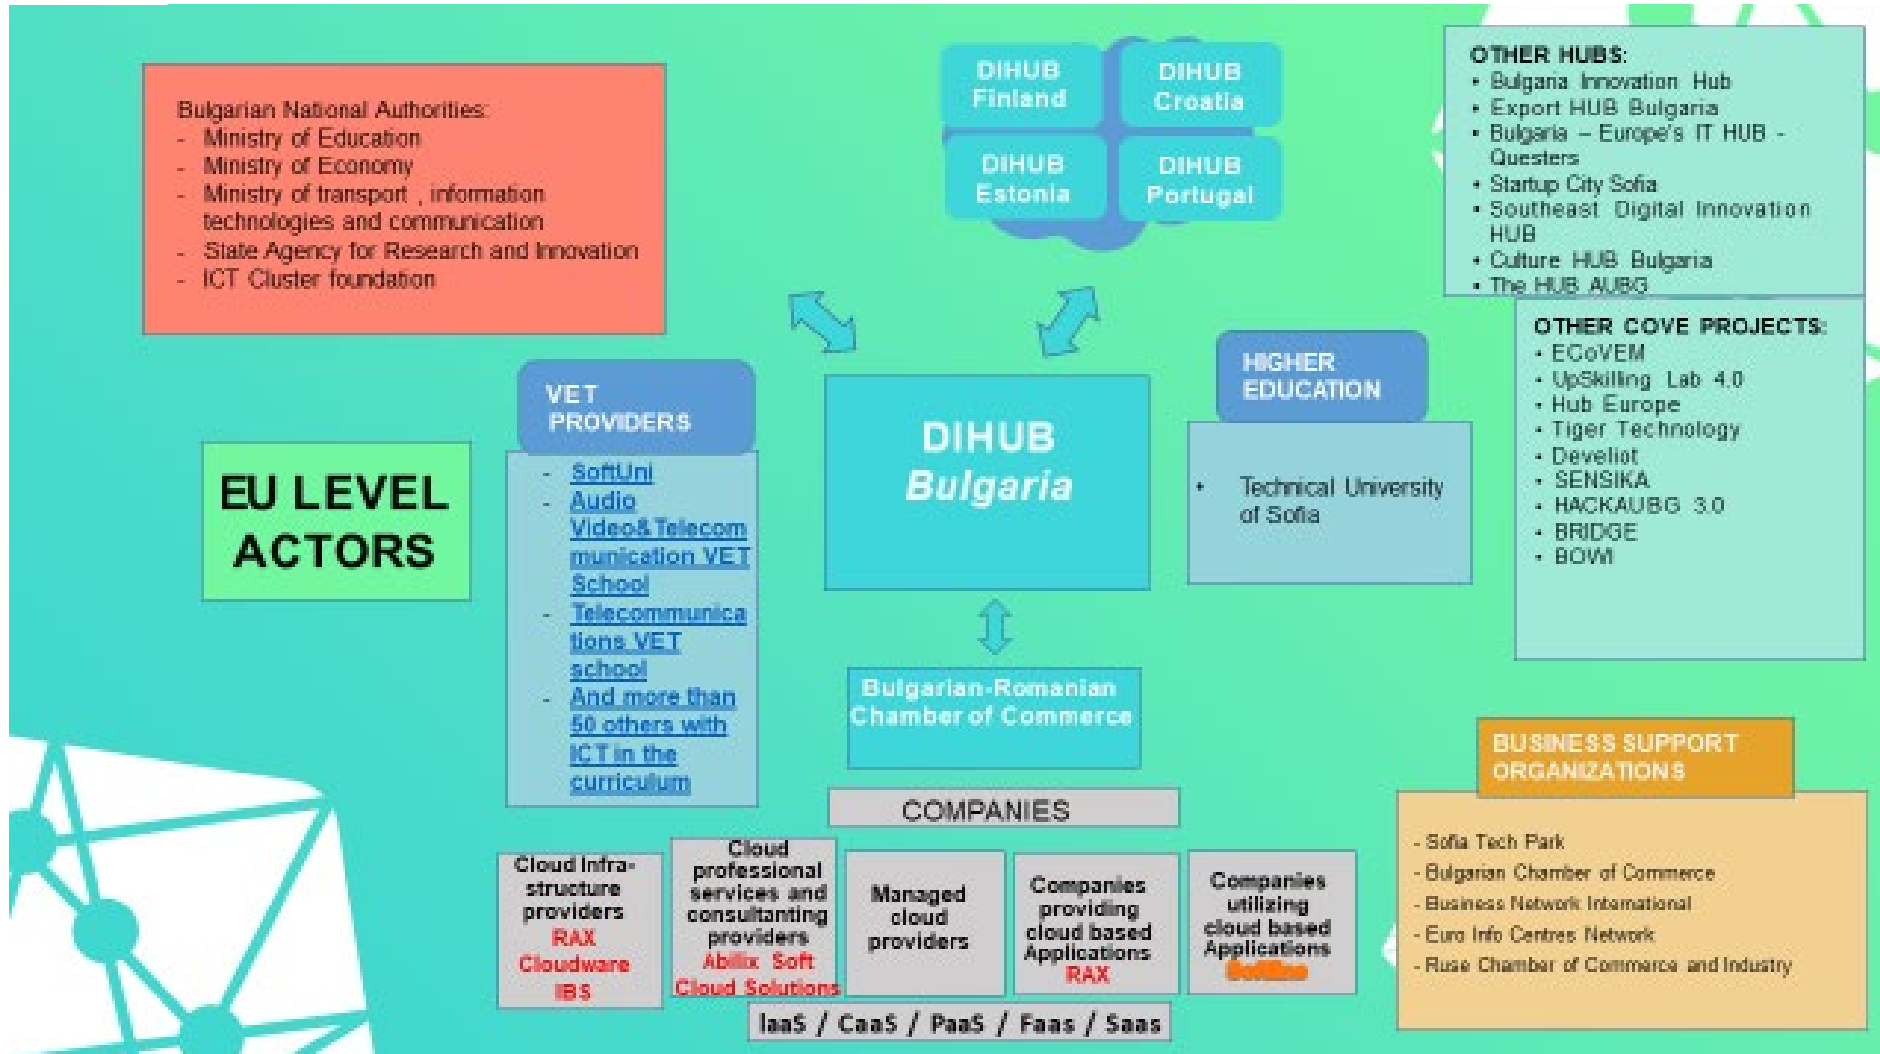 Bulgarian National Authorities:
- Ministry of Education
- Ministry of Economy
- Ministry of transport , information
technologies and communication
- State Agency for Research and Innovation
- ICT Cluster foundation
DIHUB
Finland
DIHUB
Croatia
DIHUB
Estonia
DIHUB
Portugal
OTHER HUBS:
• Bulgaria Innovation Hub
• Export HUB Bulgaria
• Bulgaria – Europe's IT HUB -
Questers
• Startup City Sofia
• Southeast Digital Innovation
HUB
• Culture HUB Bulgaria
• The HUB AUBG
OTHER COVE PROJECTS:
• ECoVEM
• UpSkilling Lab 4.0
• Hub Europe
• Tiger Technology
• Develiot
• SENSIKA
• HACKAUBG 3.0
• BRIDGE
• BOWI
EU LEVEL
ACTORS
VET
PROVIDERS
- SoftUni
- Audio
Video&Telecom
munication VET
School
- Telecommunica
tions VET
school
- And more than
50 others with
ICT in the
curriculum
DIHUB
Bulgaria
HIGHER
EDUCATION
• Technical University
of Sofia
Bulgarian-Romanian
Chamber of Commerce
COMPANIES
Cloud Infra-
structure
providers
RAX
Cloudware
IBS
Cloud
professional
services and
consultanting
providers
Abilix Soft
Cloud Solutions
Managed
cloud
providers
Companies
providing
cloud based
Applications
RAX
Companies
utilizing
cloud based
Applications
IaaS / CaaS / PaaS / Faas / Saas
BUSINESS SUPPORT
ORGANIZATIONS
- Sofia Tech Park
- Bulgarian Chamber of Commerce
- Business Network International
- Euro Info Centres Network
- Ruse Chamber of Commerce and Industry